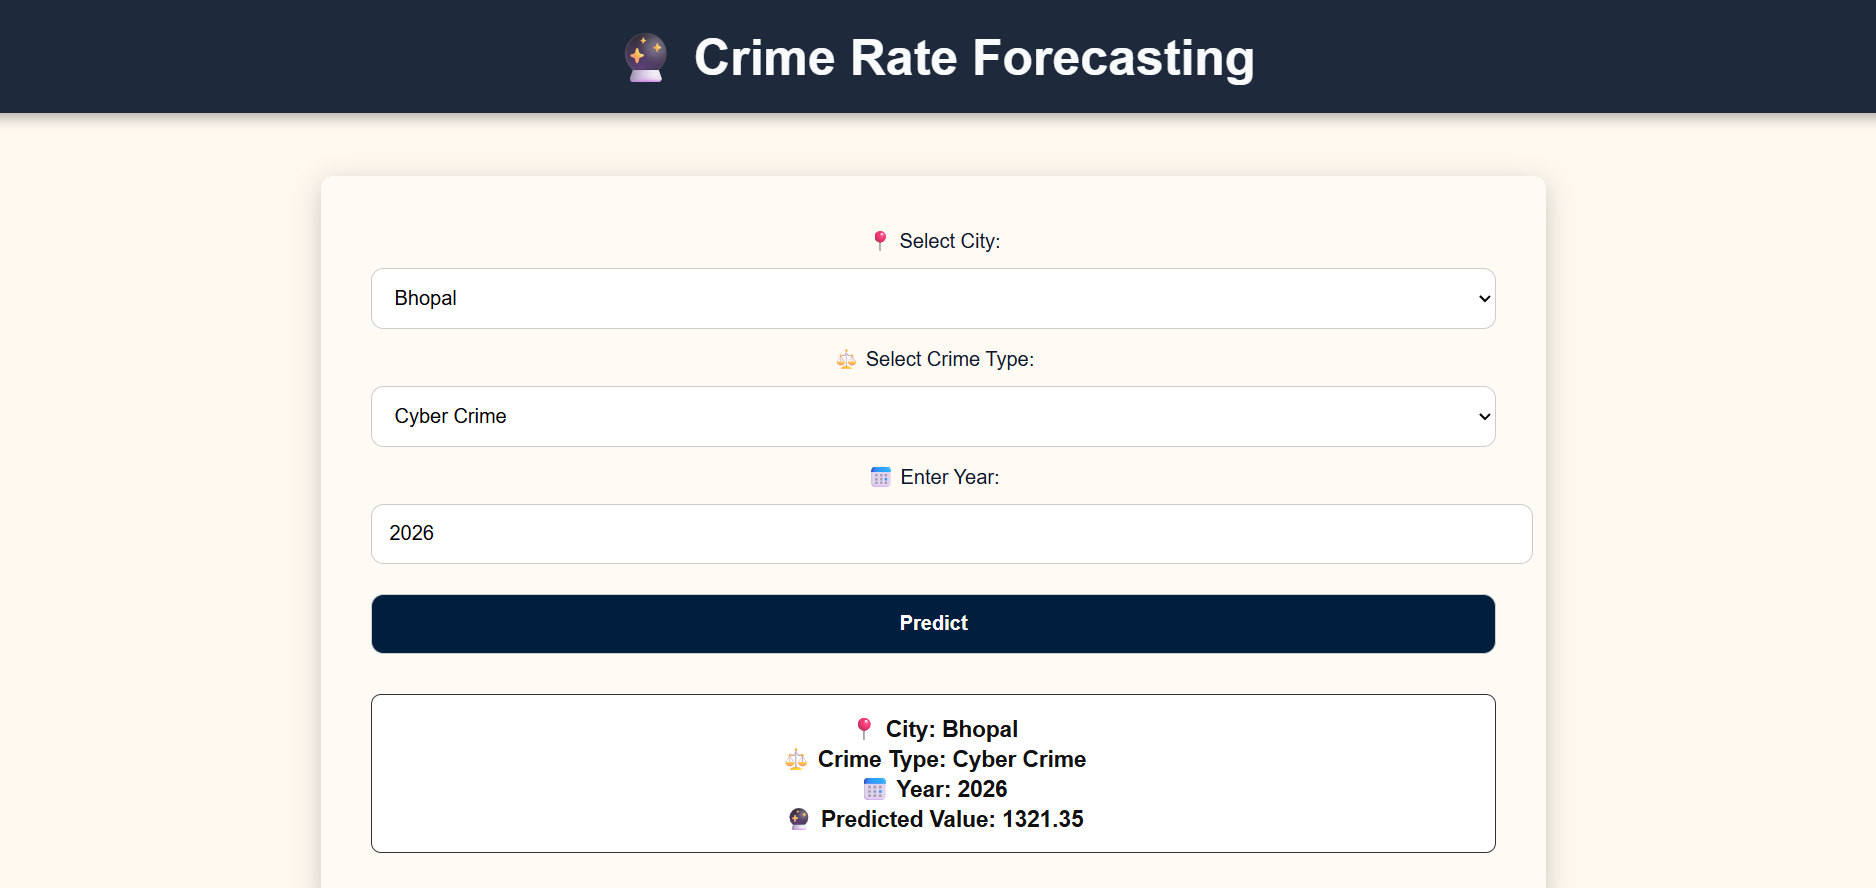 Crime Rate Forecasting
Select City:
Bhopal
Select Crime Type:
Cyber Crime
Enter Year:
2026
Predict
City: Bhopal
Crime Type: Cyber Crime
Year: 2026
Predicted Value: 1321.35